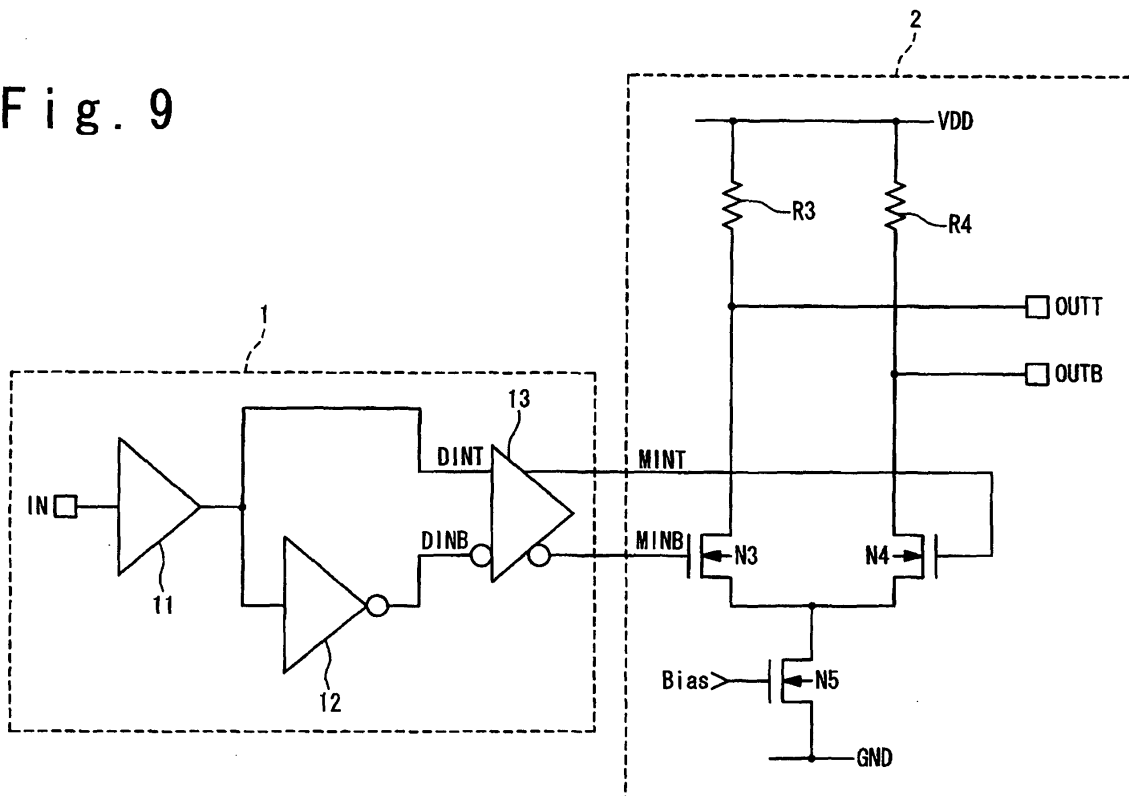 Fig. 9
2
VDD
R3
R4
OUTT
OUTB
1
13
DINT
MINT
IN
DINB
MINB
N3
N4
11
12
Bias
N5
GND